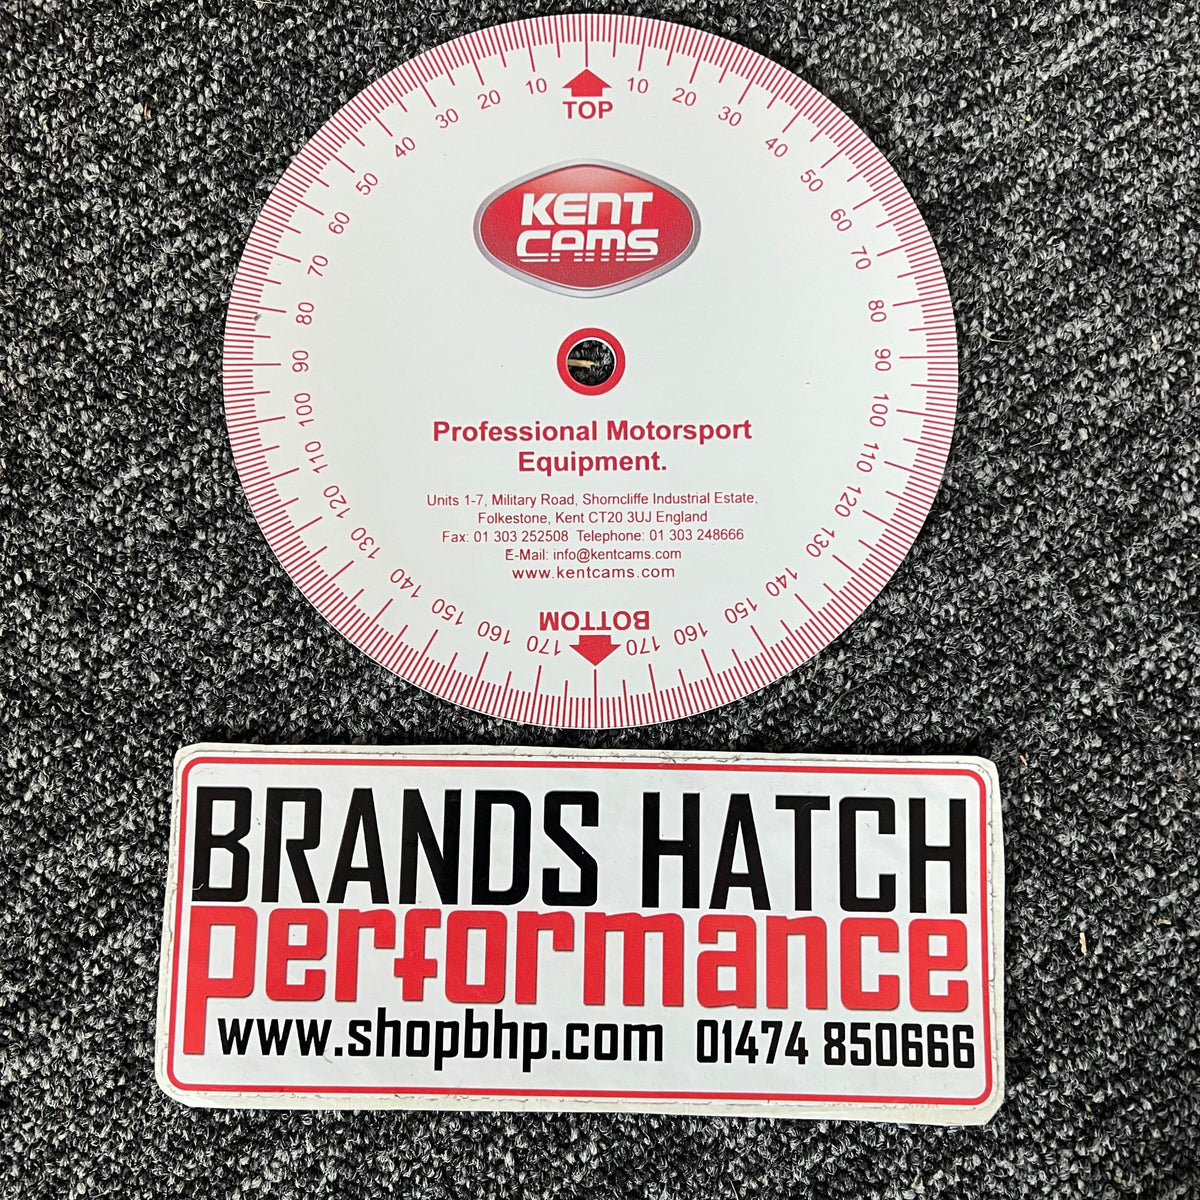 10 10
20 20
30 30
40 40
50 50
60 60
70 70
80 80
90 90
100 100
110 110
120 120
130 130
140 140
150 150
160 160
170 170
TOP
KENT
CAMS
Professional Motorsport
Equipment.
Units 1-7, Military Road, Shorncliffe Industrial Estate,
Folkestone, Kent CT20 3UJ England
Fax: 01 303 252508 Telephone: 01 303 248666
E-Mail: info@kentcams.com
www.kentcams.com
BOTTOM
BRANDS HATCH
performance
www.shopbhp.com 01474 850666